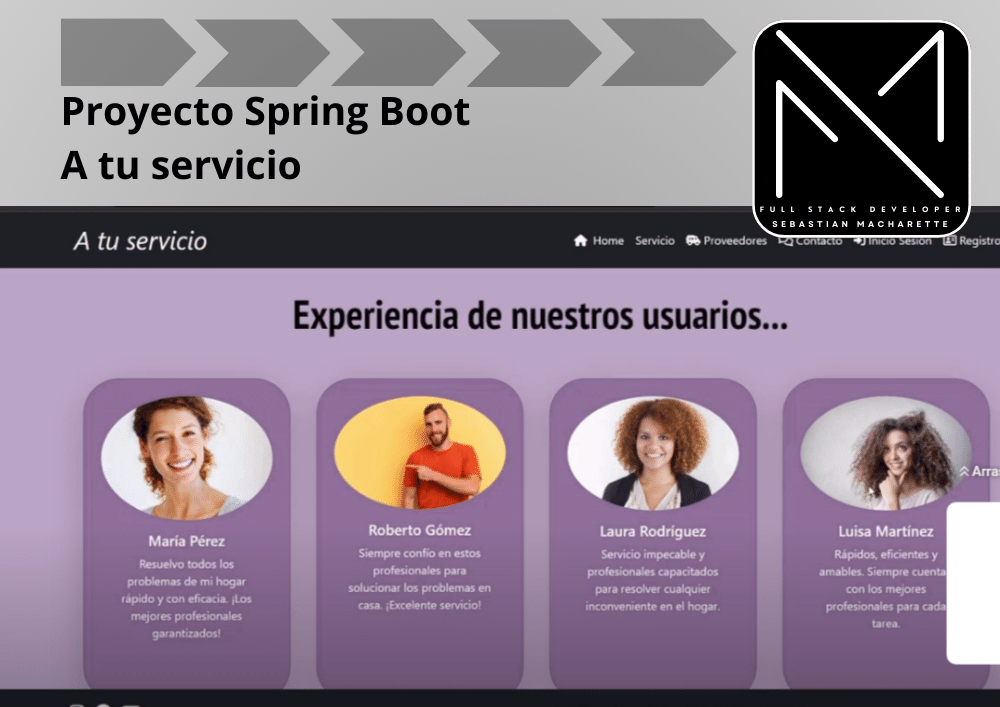 Proyecto Spring Boot
A tu servicio
FULL STACK DEVELOPER
SEBASTIAN MACHARETTE
A tu servicio
Home Servicio Proveedores Contacto Inicio Sesión Registro
Experiencia de nuestros usuarios...
María Pérez
Resuelvo todos los
problemas de mi hogar
rápido y con eficacia. ¡Los
mejores profesionales
garantizados!
Roberto Gómez
Siempre confío en estos
profesionales para
solucionar los problemas en
casa. ¡Excelente servicio!
Laura Rodríguez
Servicio impecable y
profesionales capacitados
para resolver cualquier
inconveniente en el hogar.
Luisa Martínez
Rápidos, eficientes y
amables. Siempre cuenta
con los mejores
profesionales para cada
tarea.